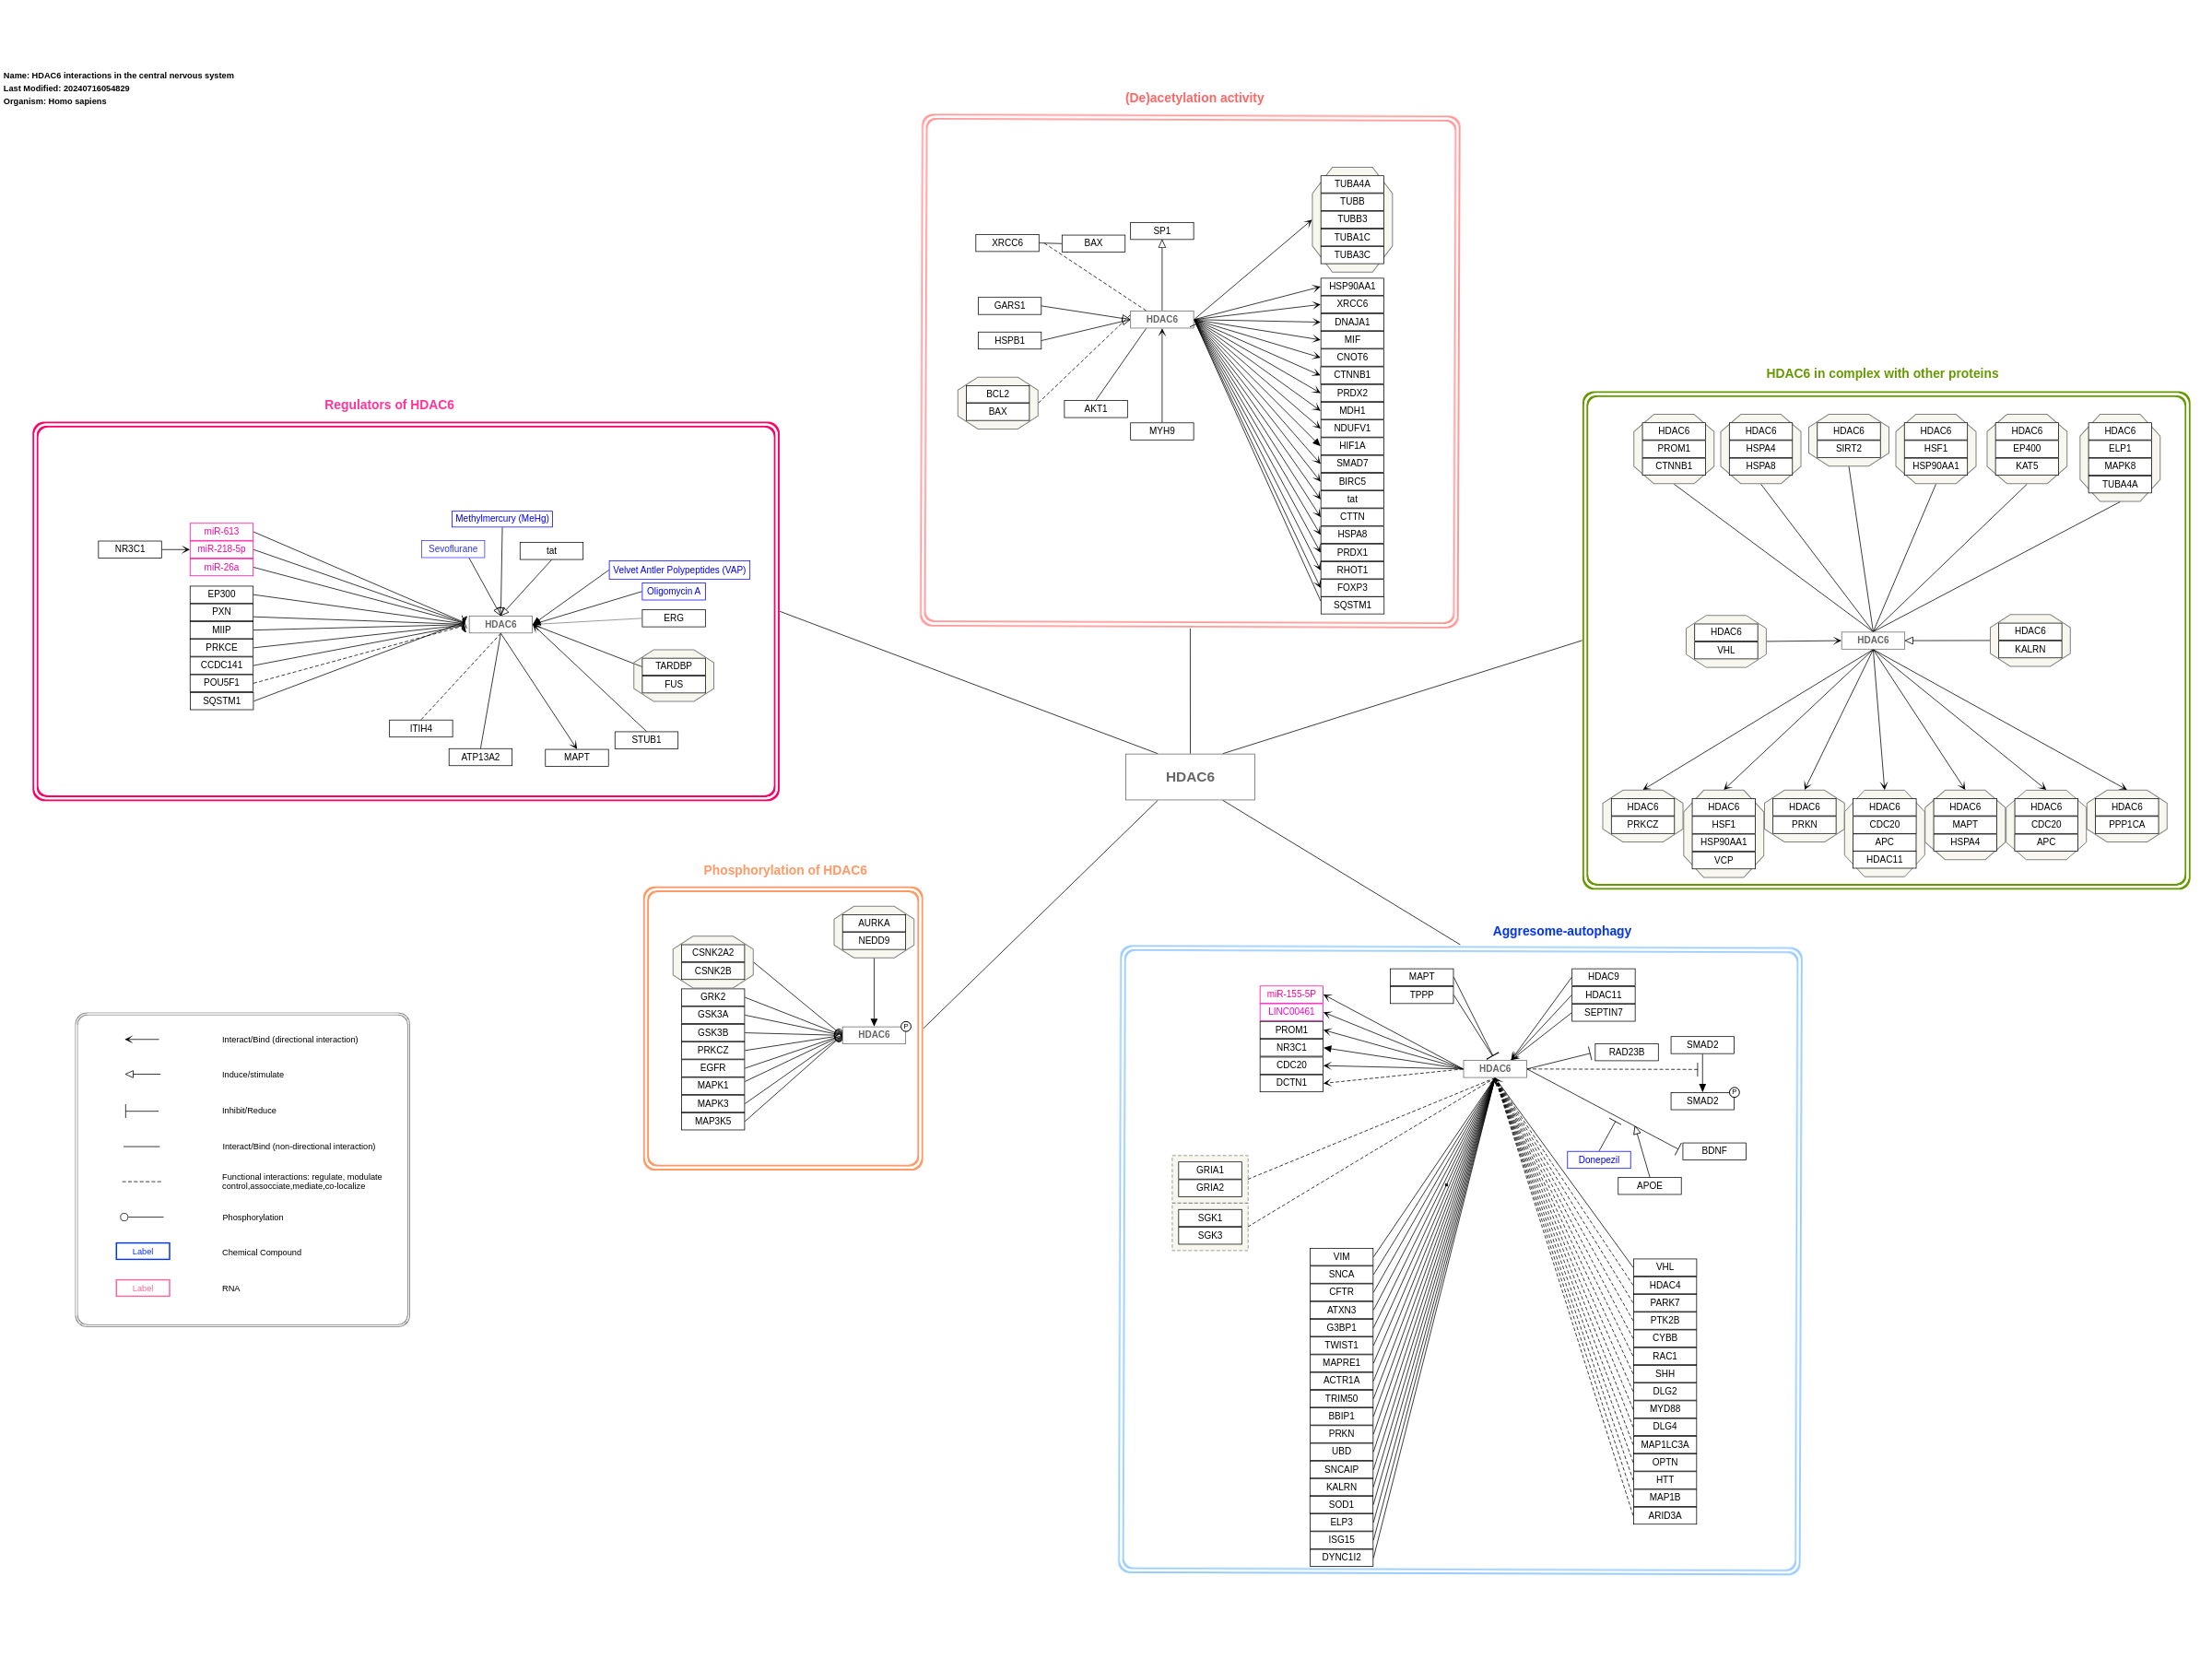 Name: HDAC6 interactions in the central nervous system
Last Modified: 20240716054829
Organism: Homo sapiens
(De)acetylation activity
TUBA4A
TUBB
TUBB3
TUBA1C
TUBA3C
SP1
XRCC6
BAX
GARS1
HDAC6
HSPB1
BCL2
BAX
AKT1
MYH9
HSP90AA1
XRCC6
DNAJA1
MIF
CNOT6
CTNNB1
PRDX2
MDH1
NDUFV1
HIF1A
SMAD7
BIRC5
tat
CTTN
HSPA8
PRDX1
RHOT1
FOXP3
SQSTM1
HDAC6 in complex with other proteins
HDAC6
PROM1
CTNNB1
HDAC6
HSPA4
HSPA8
HDAC6
SIRT2
HDAC6
HSF1
HSP90AA1
HDAC6
EP400
KAT5
HDAC6
ELP1
MAPK8
TUBA4A
HDAC6
VHL
HDAC6
HDAC6
KALRN
HDAC6
PRKCZ
HDAC6
HSF1
HSP90AA1
VCP
HDAC6
PRKN
HDAC6
CDC20
APC
HDAC11
HDAC6
MAPT
HSPA4
HDAC6
CDC20
APC
HDAC6
PPP1CA
Regulators of HDAC6
Methylmercury (MeHg)
Sevoflurane
tat
NR3C1
miR-613
miR-218-5p
miR-26a
EP300
PXN
MIIP
PRKCE
CCDC141
POU5F1
SQSTM1
Velvet Antler Polypeptides (VAP)
Oligomycin A
ERG
HDAC6
TARDBP
FUS
ITIH4
ATP13A2
MAPT
STUB1
HDAC6
Phosphorylation of HDAC6
AURKA
NEDD9
CSNK2A2
CSNK2B
GRK2
GSK3A
GSK3B
PRKCZ
EGFR
MAPK1
MAPK3
MAP3K5
HDAC6
P
Aggresome-autophagy
MAPT
TPPP
HDAC9
HDAC11
SEPTIN7
miR-155-5P
LINC00461
PROM1
NR3C1
CDC20
DCTN1
HDAC6
RAD23B
SMAD2
SMAD2
P
Donepezil
APOE
BDNF
GRIA1
GRIA2
SGK1
SGK3
VIM
SNCA
CFTR
ATXN3
G3BP1
TWIST1
MAPRE1
ACTR1A
TRIM50
BBIP1
PRKN
UBD
SNCAIP
KALRN
SOD1
ELP3
ISG15
DYNC1I2
VHL
HDAC4
PARK7
PTK2B
CYBB
RAC1
SHH
DLG2
MYD88
DLG4
MAP1LC3A
OPTN
HTT
MAP1B
ARID3A
Interact/Bind (directional interaction)
Induce/stimulate
Inhibit/Reduce
Interact/Bind (non-directional interaction)
Functional interactions: regulate, modulate
control,assocciate,mediate,co-localize
Phosphorylation
Label
Chemical Compound
Label
RNA